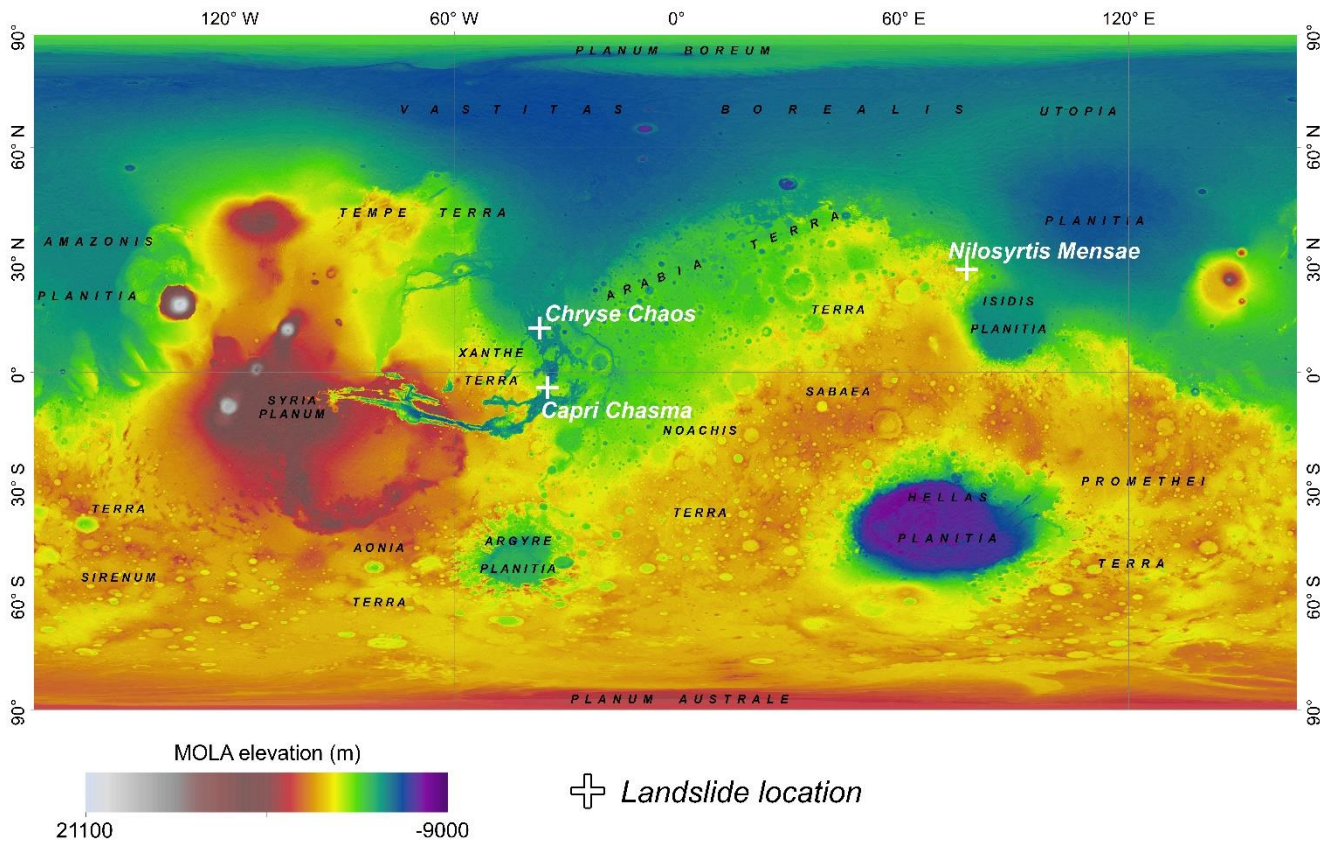 120° W 60° W 0° 60° E 120° E
90° 90°
PLANUM BOREUM
VASTITAS BOREALIS UTOPIA
60° N 60° N
TEMPE TERRA
PLANITIA
TERRA
AMAZONIS
ARABIA
Nilosyrtis Mensae
30° N 30° N
PLANITIA
ISIDIS
TERRA
Chryse Chaos
PLANITIA
XANTHE
0° 0°
TERRA
SABAEA
SYRIA
PLANUM
Capri Chasma
NOACHIS
30° S 30° S
PROMETHEI
HELLAS
TERRA
TERRA
ARGYRE
PLANITIA
AONIA
TERRA
PLANITIA
SIRENUM
60° S 60° S
TERRA
PLANUM AUSTRALE
90° 90°
MOLA elevation (m)
21100 -9000
Landslide location